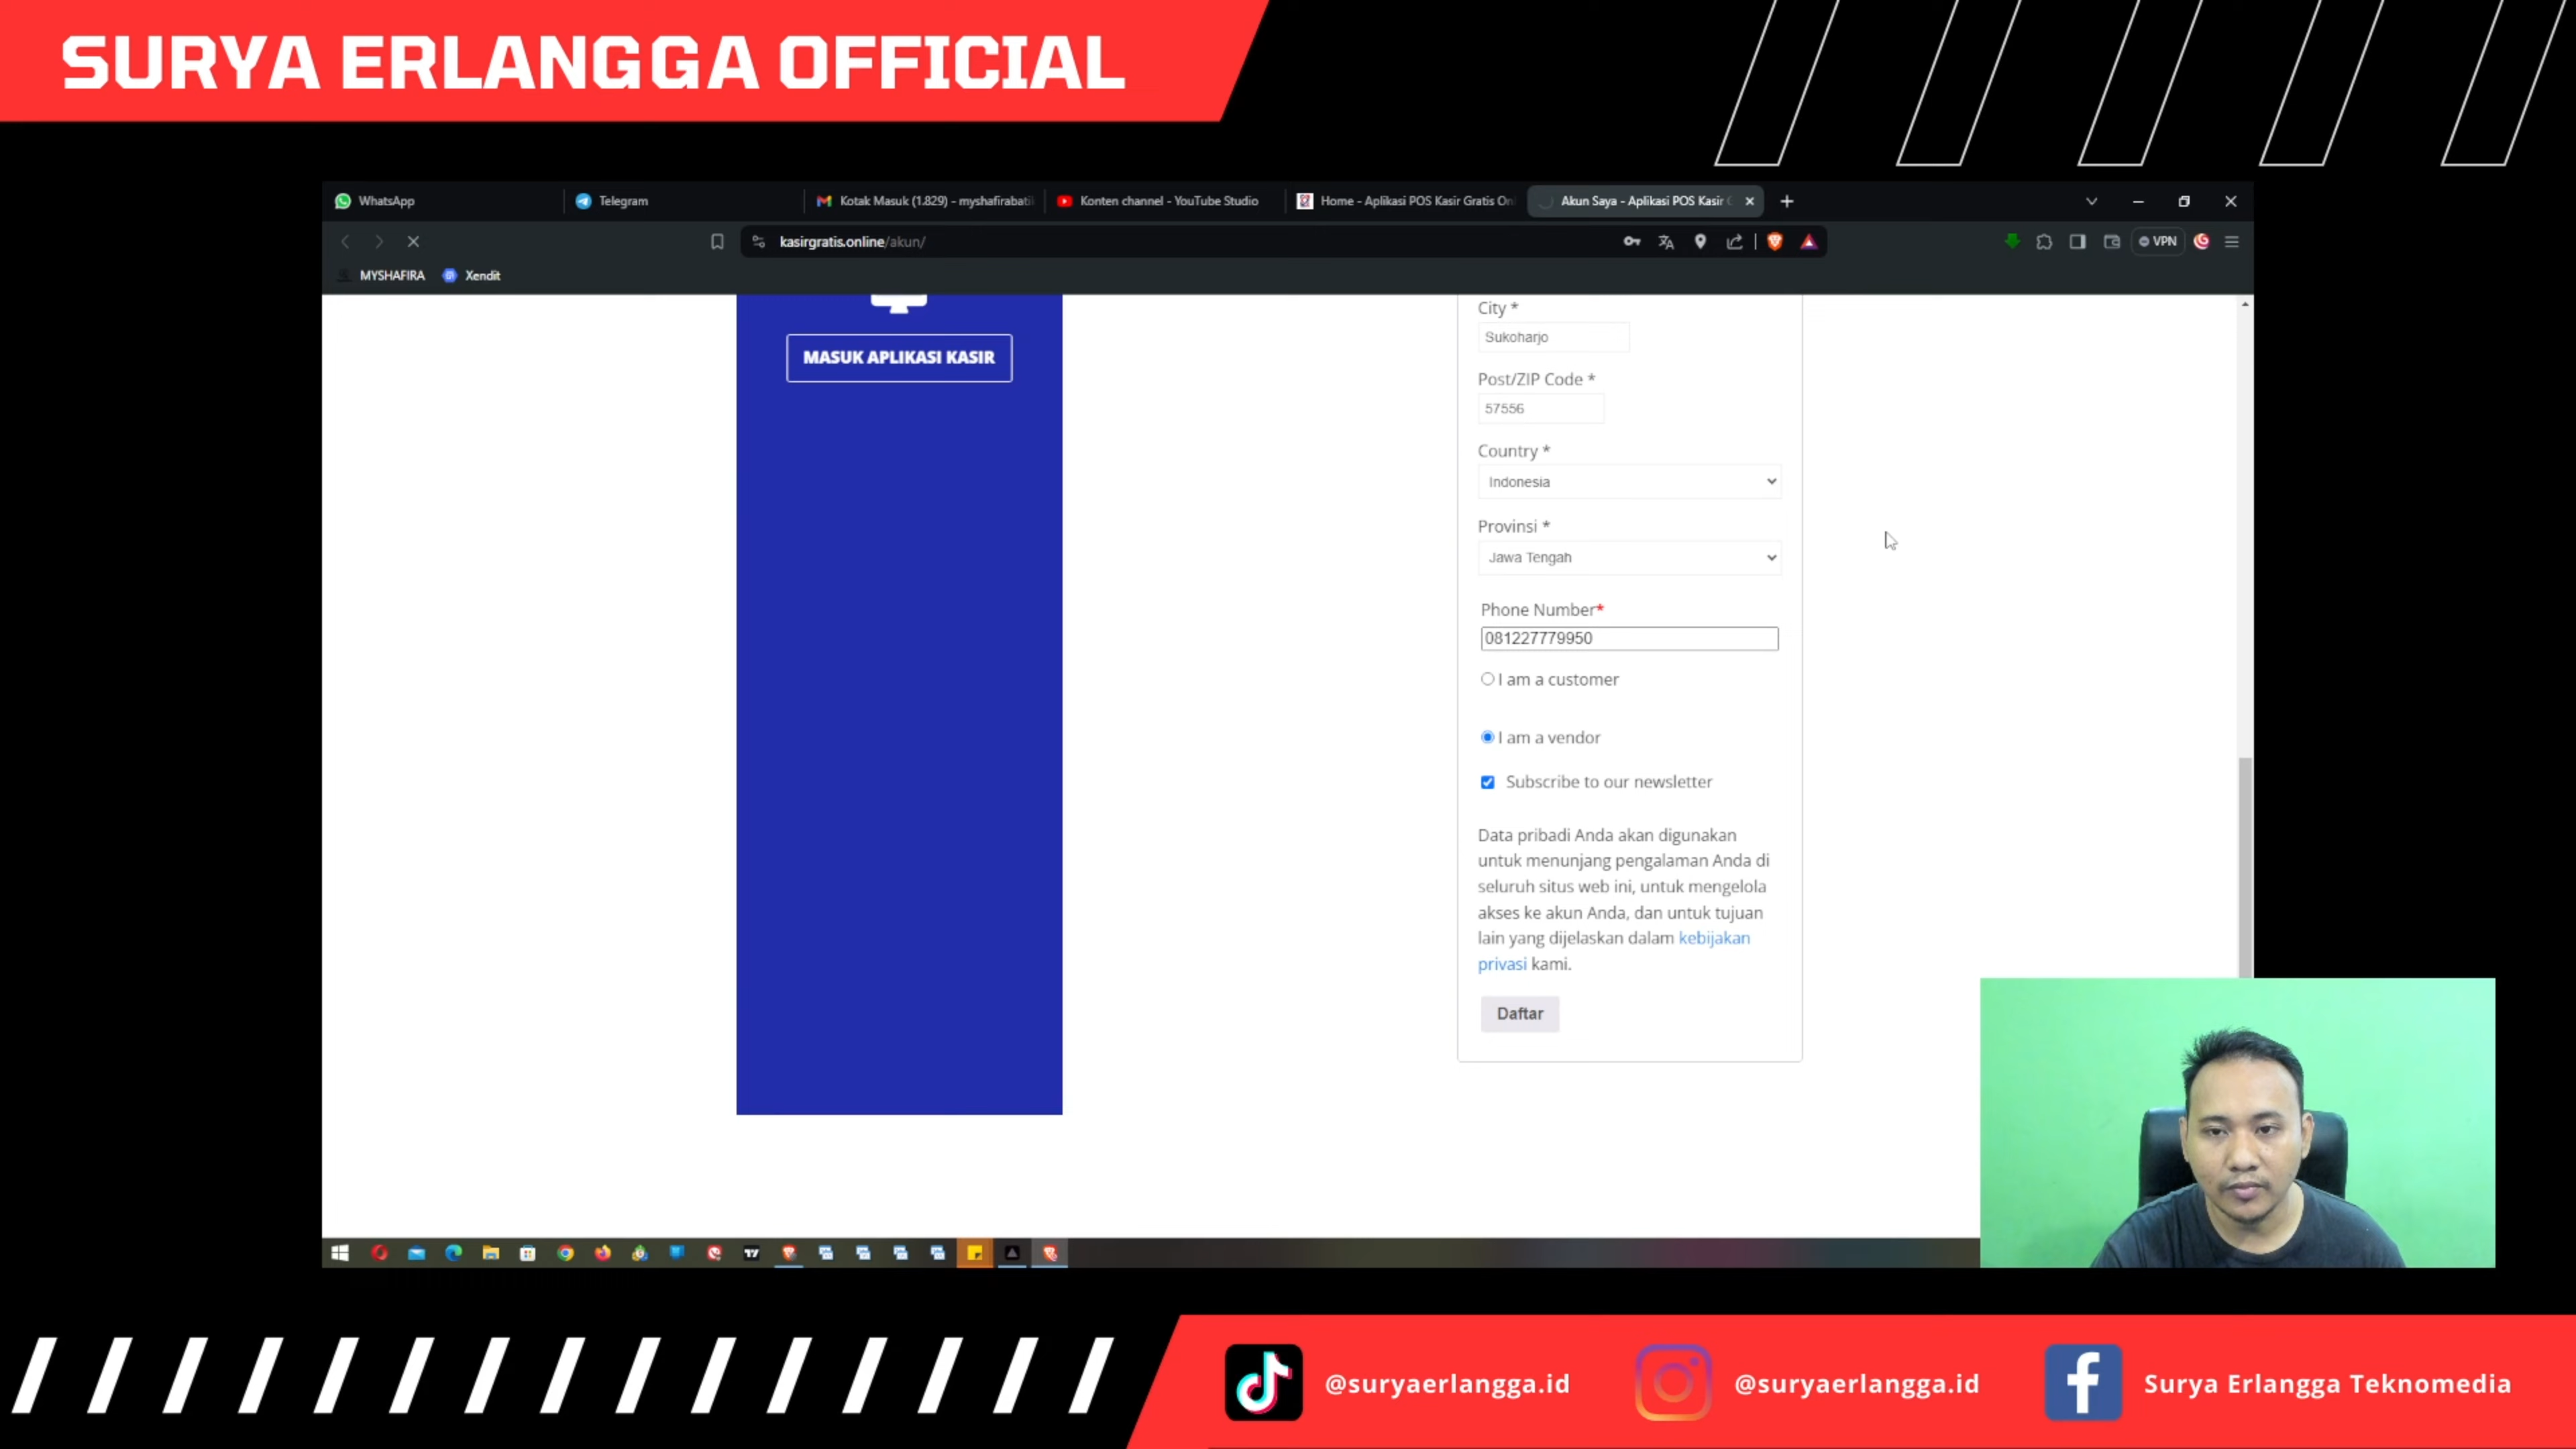 SURYA ERLANGGA OFFICIAL
WhatsApp
Telegram
Kotak Masuk (1.829) - myshafirabati
Konten channel - YouTube Studio
Home - Aplikasi POS Kasir Gratis On
Akun Saya - Aplikasi POS Kasir
kasirgratis.online/akun/
VPN
MYSHAFIRA
Xendit
MASUK APLIKASI KASIR
City *
Sukoharjo
Post/ZIP Code *
57556
Country *
Indonesia
Provinsi *
Jawa Tengah
Phone Number*
081227779950
I am a customer
I am a vendor
Subscribe to our newsletter
Data pribadi Anda akan digunakan
untuk menunjang pengalaman Anda di
seluruh situs web ini, untuk mengelola
akses ke akun Anda, dan untuk tujuan
lain yang dijelaskan dalam kebijakan
privasi kami.
Daftar
@suryaerlangga.id
@suryaerlangga.id
Surya Erlangga Teknomedia